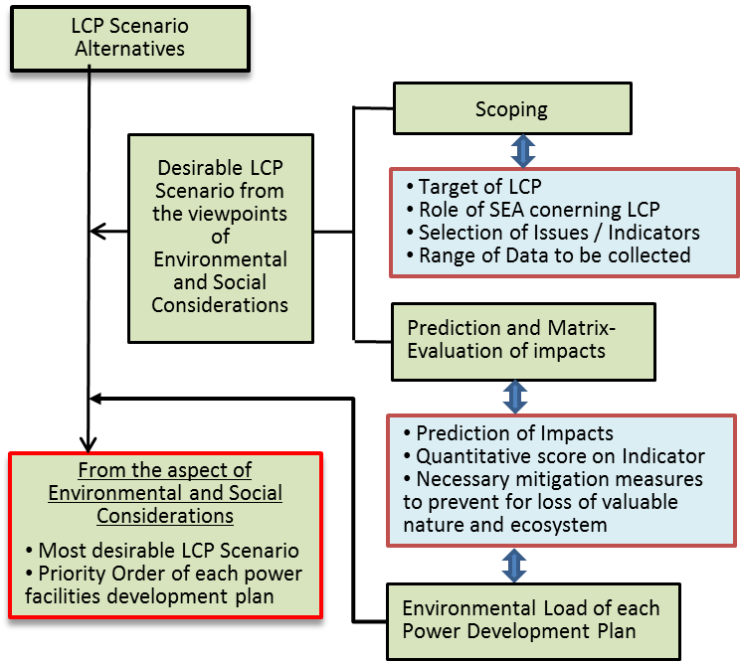 LCP Scenario
Alternatives
Scoping
Desirable LCP
Scenario from
the viewpoints
of
Environmental
and Social
Considerations
• Target of LCP
• Role of SEA conerning LCP
• Selection of Issues / Indicators
• Range of Data to be collected
Prediction and Matrix-
Evaluation of impacts
• Prediction of Impacts
• Quantitative score on Indicator
• Necessary mitigation measures
to prevent for loss of valuable
nature and ecosystem
From the aspect of
Environmental and Social
Considerations
• Most desirable LCP Scenario
• Priority Order of each power
facilities development plan
Environmental Load of each
Power Development Plan